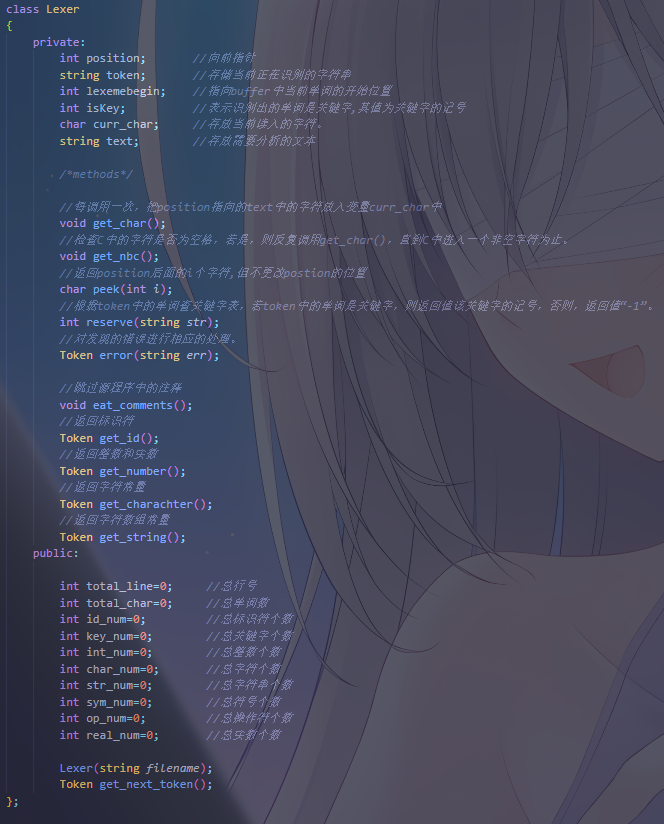 class Lexer
{
private:
int position; //向前指针
string token; //存储当前正在识别的字符串
int lexemebegin; //指向buffer中当前单词的开始位置
int isKey; //表示识别出的单词是关键字,其值为关键字的记号
char curr_char; //存放当前读入的字符。
string text; //存放需要分析的文本
/*methods*/
//每调用一次，把position指向的text中的字符放入变量curr_char中
void get_char();
//检查C中的字符是否为空格，若是，则反复调用get_char()，直到C中进入一个非空字符为止。
void get_nbc();
//返回position后面的i个字符,但不更改postion的位置
char peek(int i);
//根据token中的单词查关键字表，若token中的单词是关键字，则返回值该关键字的记号，否则，返回值“-1”。
int reserve(string str);
//对发现的错误进行相应的处理。
Token error(string err);
//跳过源程序中的注释
void eat_comments();
//返回标识符
Token get_id();
//返回整数和实数
Token get_number();
//返回字符常量
Token get_charachter();
//返回字符数组常量
Token get_string();
public:
int total_line=0; //总行号
int total_char=0; //总单词数
int id_num=0; //总标识符个数
int key_num=0; //总关键字个数
int int_num=0; //总整数个数
int char_num=0; //总字符个数
int str_num=0; //总字符串个数
int sym_num=0; //总符号个数
int op_num=0; //总操作符个数
int real_num=0; //总实数个数
Lexer(string filename);
Token get_next_token();
};